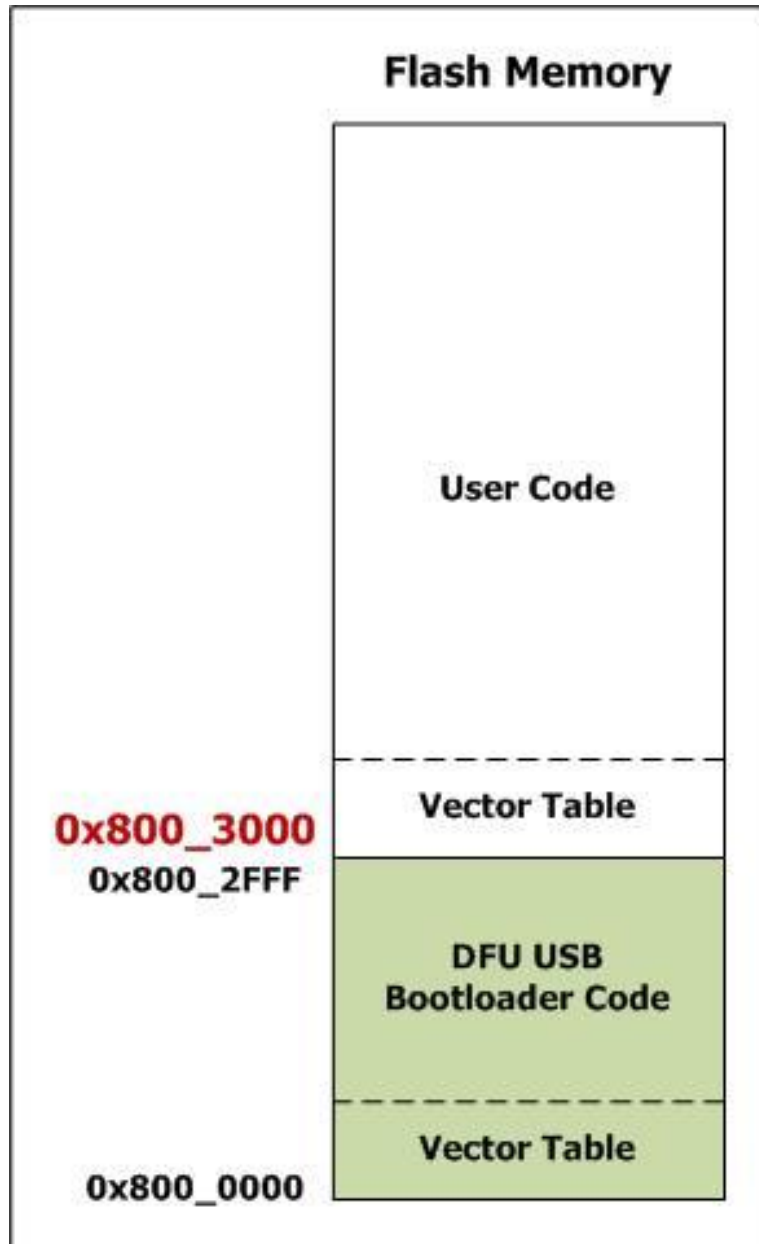 Flash Memory
User Code
Vector Table
0x800_3000
0x800_2FFF
DFU USB
Bootloader Code
Vector Table
0x800_0000